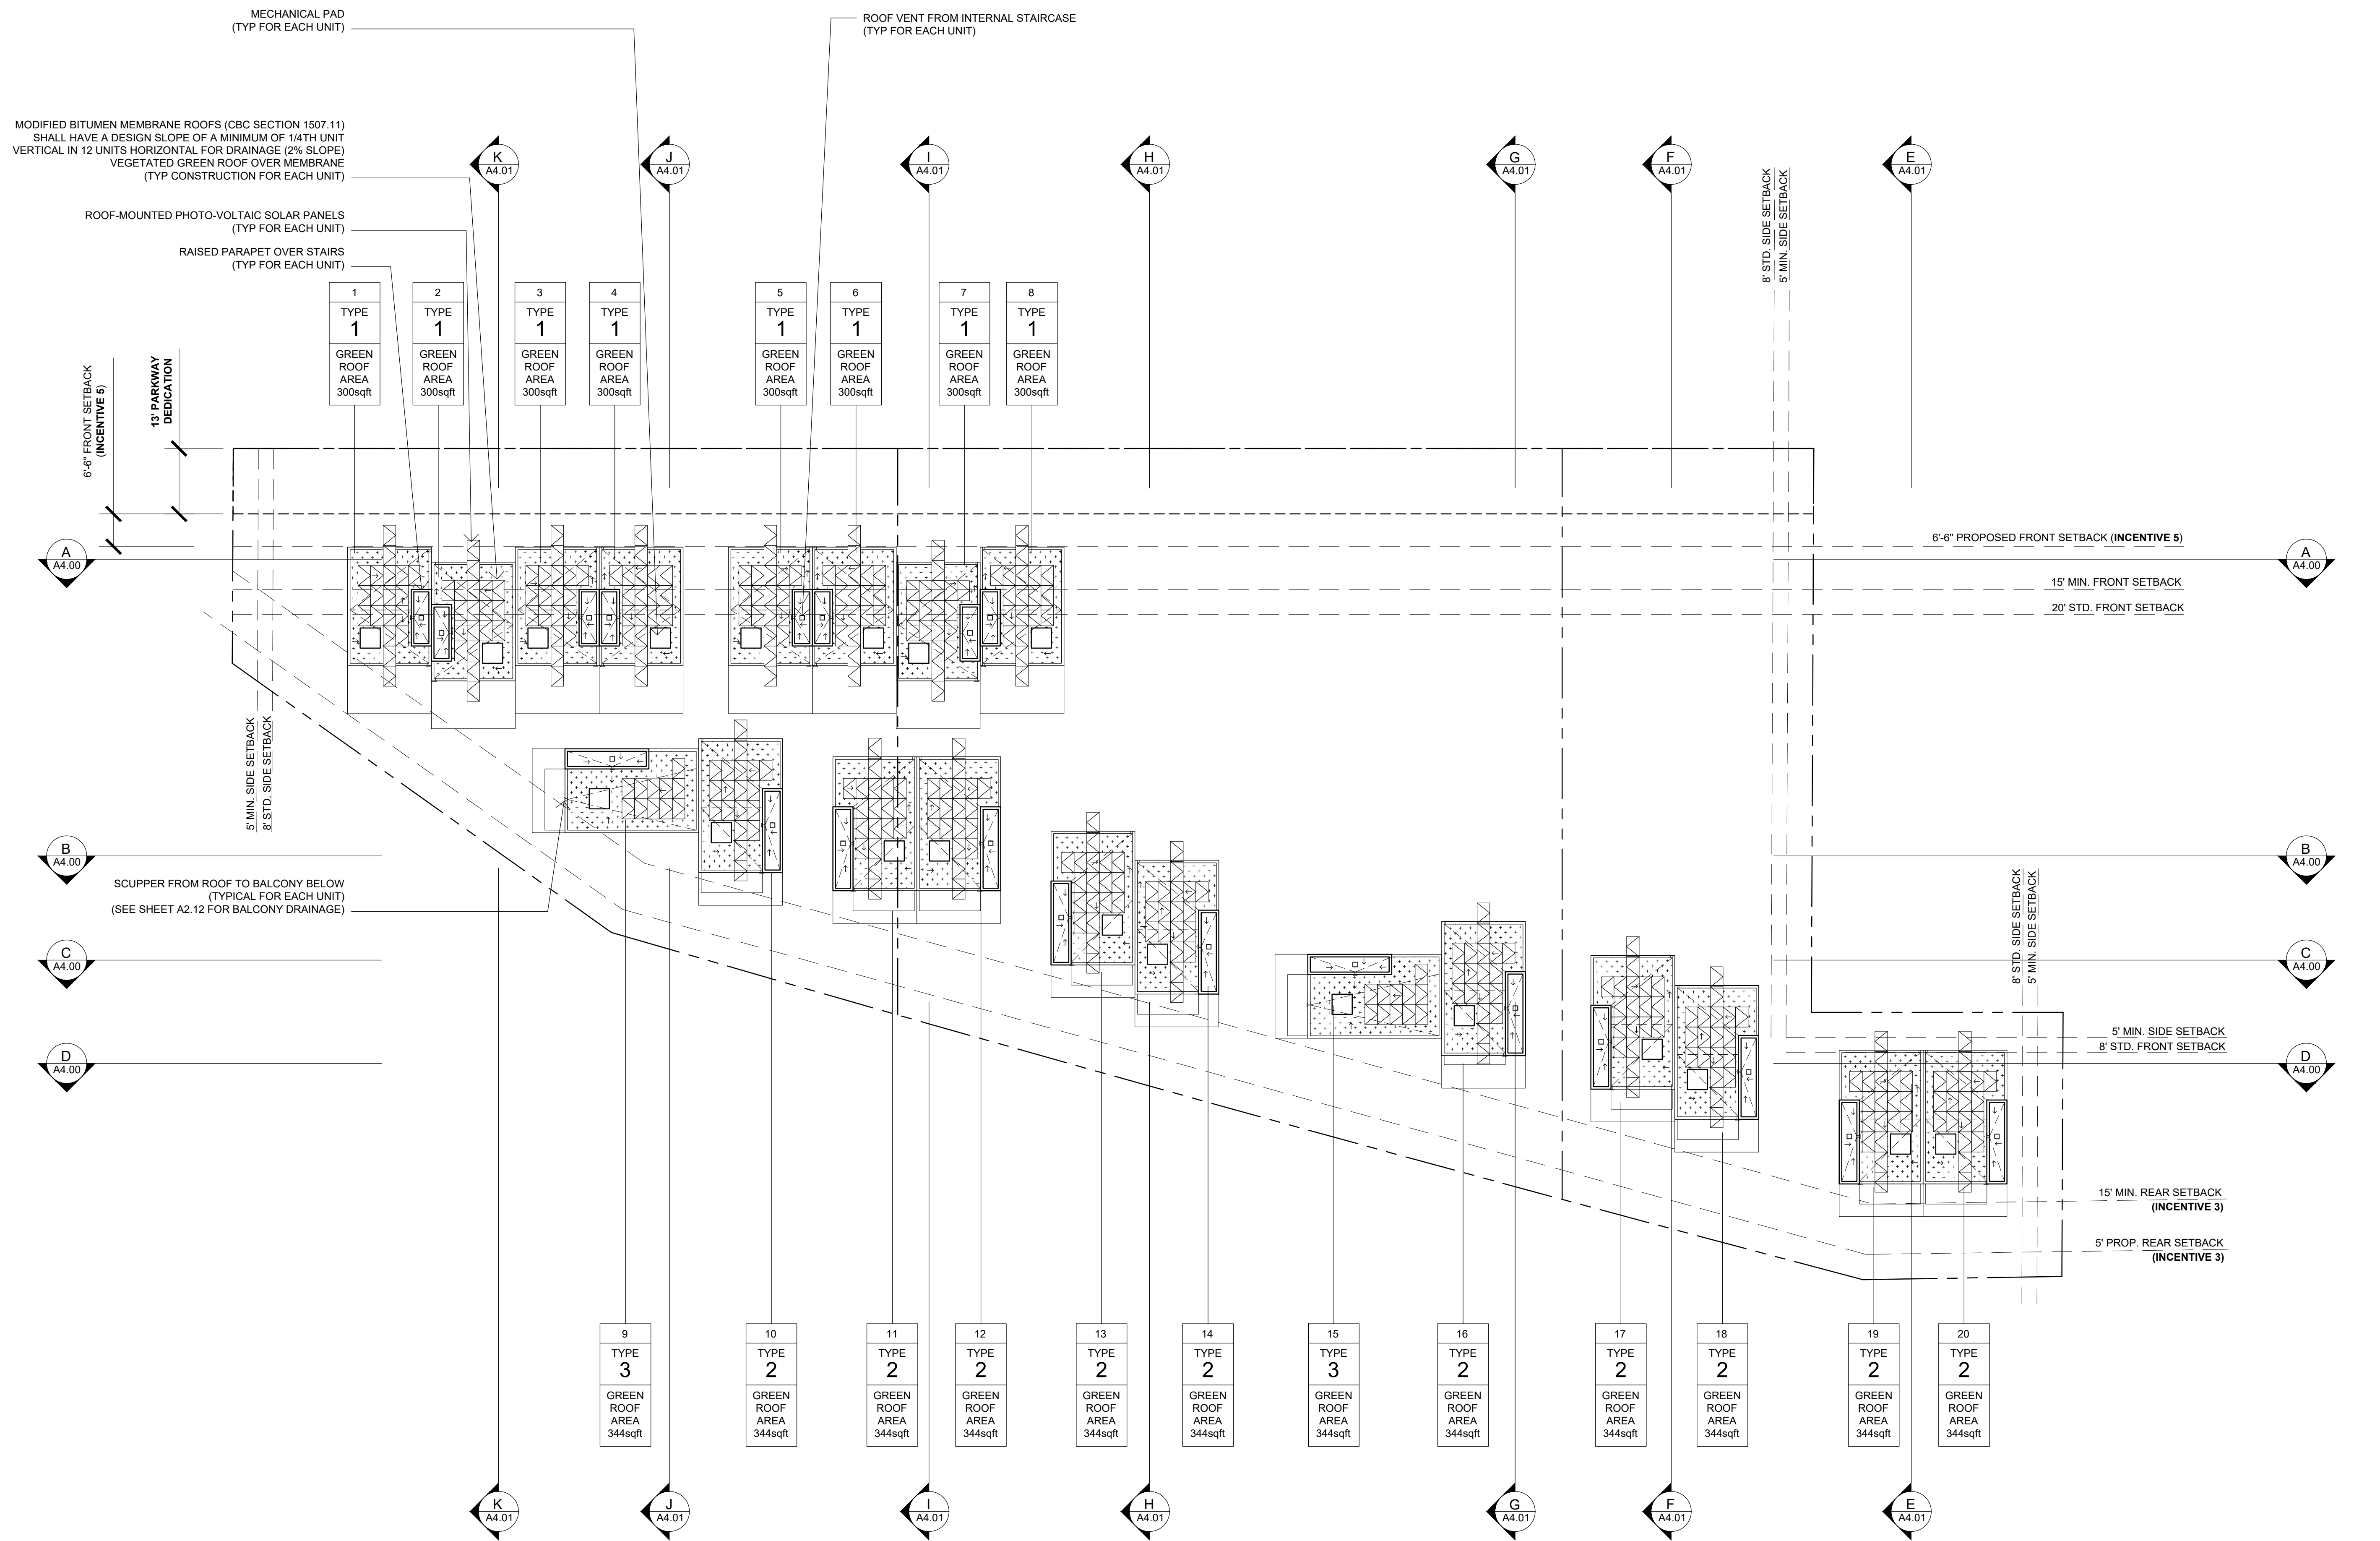 MECHANICAL PAD
(TYP FOR EACH UNIT)
ROOF VENT FROM INTERNAL STAIRCASE
(TYP FOR EACH UNIT)
MODIFIED BITUMEN MEMBRANE ROOFS (CBC SECTION 1507.11)
SHALL HAVE A DESIGN SLOPE OF A MINIMUM OF 1/4TH UNIT
VERTICAL IN 12 UNITS HORIZONTAL FOR DRAINAGE (2% SLOPE)
VEGETATED GREEN ROOF OVER MEMBRANE
(TYP CONSTRUCTION FOR EACH UNIT)
K
A4.01
J
A4.01
I
A4.01
H
A4.01
G
A4.01
F
A4.01
E
A4.01
ROOF-MOUNTED PHOTO-VOLTAIC SOLAR PANELS
(TYP FOR EACH UNIT)
RAISED PARAPET OVER STAIRS
(TYP FOR EACH UNIT)
8' STD. SIDE SETBACK
5' MIN. SIDE SETBACK
1
TYPE
1
GREEN
ROOF
AREA
300sqft
2
TYPE
1
GREEN
ROOF
AREA
300sqft
3
TYPE
1
GREEN
ROOF
AREA
300sqft
4
TYPE
1
GREEN
ROOF
AREA
300sqft
5
TYPE
1
GREEN
ROOF
AREA
300sqft
6
TYPE
1
GREEN
ROOF
AREA
300sqft
7
TYPE
1
GREEN
ROOF
AREA
300sqft
8
TYPE
1
GREEN
ROOF
AREA
300sqft
6'-6" FRONT SETBACK
(INCENTIVE 5)
13' PARKWAY
DEDICATION
A
A4.00
6'-6" PROPOSED FRONT SETBACK (INCENTIVE 5)
A
A4.00
15' MIN. FRONT SETBACK
20' STD. FRONT SETBACK
5' MIN. SIDE SETBACK
8' STD. SIDE SETBACK
B
A4.00
B
A4.00
SCUPPER FROM ROOF TO BALCONY BELOW
(TYPICAL FOR EACH UNIT)
(SEE SHEET A2.12 FOR BALCONY DRAINAGE)
8' STD. SIDE SETBACK
5' MIN. SIDE SETBACK
C
A4.00
C
A4.00
5' MIN. SIDE SETBACK
8' STD. FRONT SETBACK
D
A4.00
D
A4.00
15' MIN. REAR SETBACK
(INCENTIVE 3)
5' PROP. REAR SETBACK
(INCENTIVE 3)
9
TYPE
3
GREEN
ROOF
AREA
344sqft
10
TYPE
2
GREEN
ROOF
AREA
344sqft
11
TYPE
2
GREEN
ROOF
AREA
344sqft
12
TYPE
2
GREEN
ROOF
AREA
344sqft
13
TYPE
2
GREEN
ROOF
AREA
344sqft
14
TYPE
2
GREEN
ROOF
AREA
344sqft
15
TYPE
3
GREEN
ROOF
AREA
344sqft
16
TYPE
2
GREEN
ROOF
AREA
344sqft
17
TYPE
2
GREEN
ROOF
AREA
344sqft
18
TYPE
2
GREEN
ROOF
AREA
344sqft
19
TYPE
2
GREEN
ROOF
AREA
344sqft
20
TYPE
2
GREEN
ROOF
AREA
344sqft
K
A4.01
J
A4.01
I
A4.01
H
A4.01
G
A4.01
F
A4.01
E
A4.01